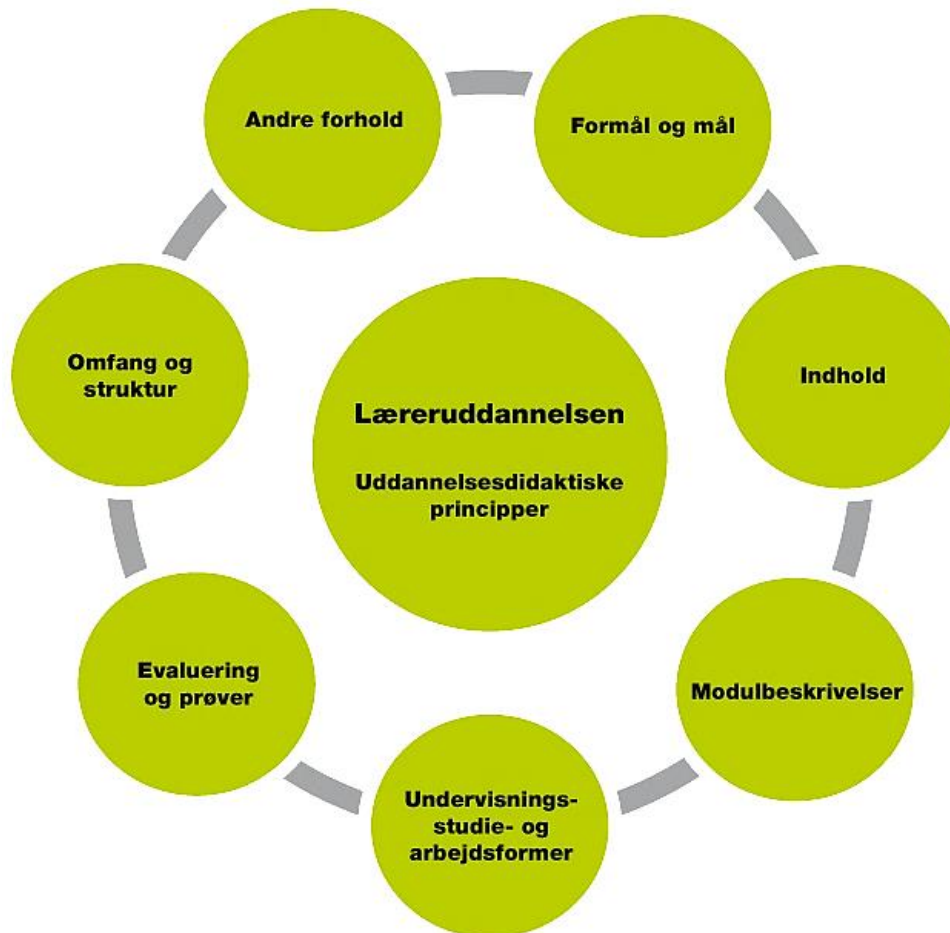 Andre forhold
Formål og mål
Omfang og
struktur
Indhold
Læreruddannelsen
Uddannelsesdidaktiske
principper
Evaluering
og prøver
Modulbeskrivelser
Undervisnings-
studie- og
arbejdsformer